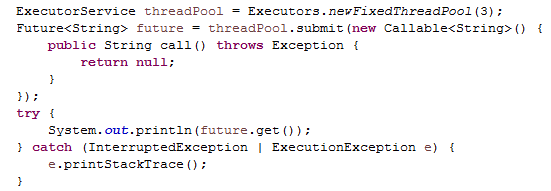 ExecutorService threadPool = Executors.newFixedThreadPool(3);
Future<String> future = threadPool.submit(new Callable<String>() {
    public String call() throws Exception {
        return null;
    }
});
try {
    System.out.println(future.get());
} catch (InterruptedException | ExecutionException e) {
    e.printStackTrace();
}